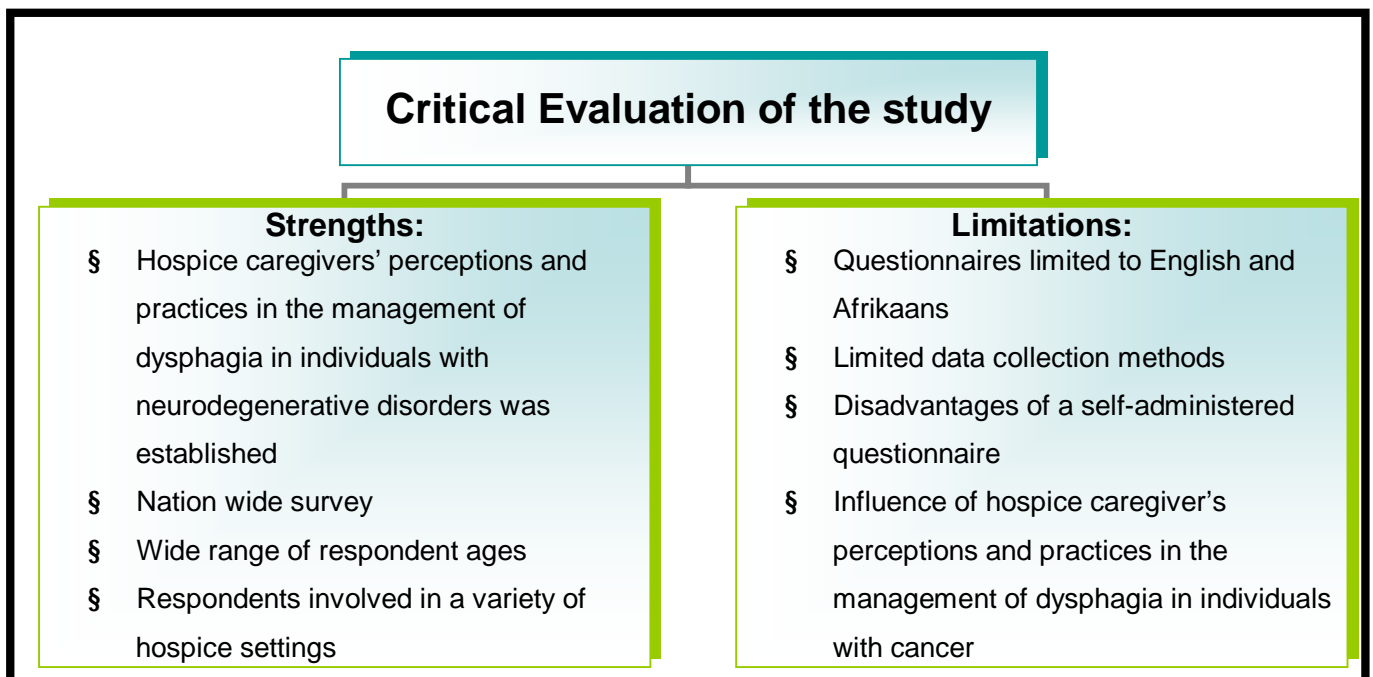 Critical Evaluation of the study
Strengths:
§ Hospice caregivers’ perceptions and
practices in the management of
dysphagia in individuals with
neurodegenerative disorders was
established
§ Nation wide survey
§ Wide range of respondent ages
§ Respondents involved in a variety of
hospice settings
Limitations:
§ Questionnaires limited to English and
Afrikaans
§ Limited data collection methods
§ Disadvantages of a self-administered
questionnaire
§ Influence of hospice caregiver’s
perceptions and practices in the
management of dysphagia in individuals
with cancer